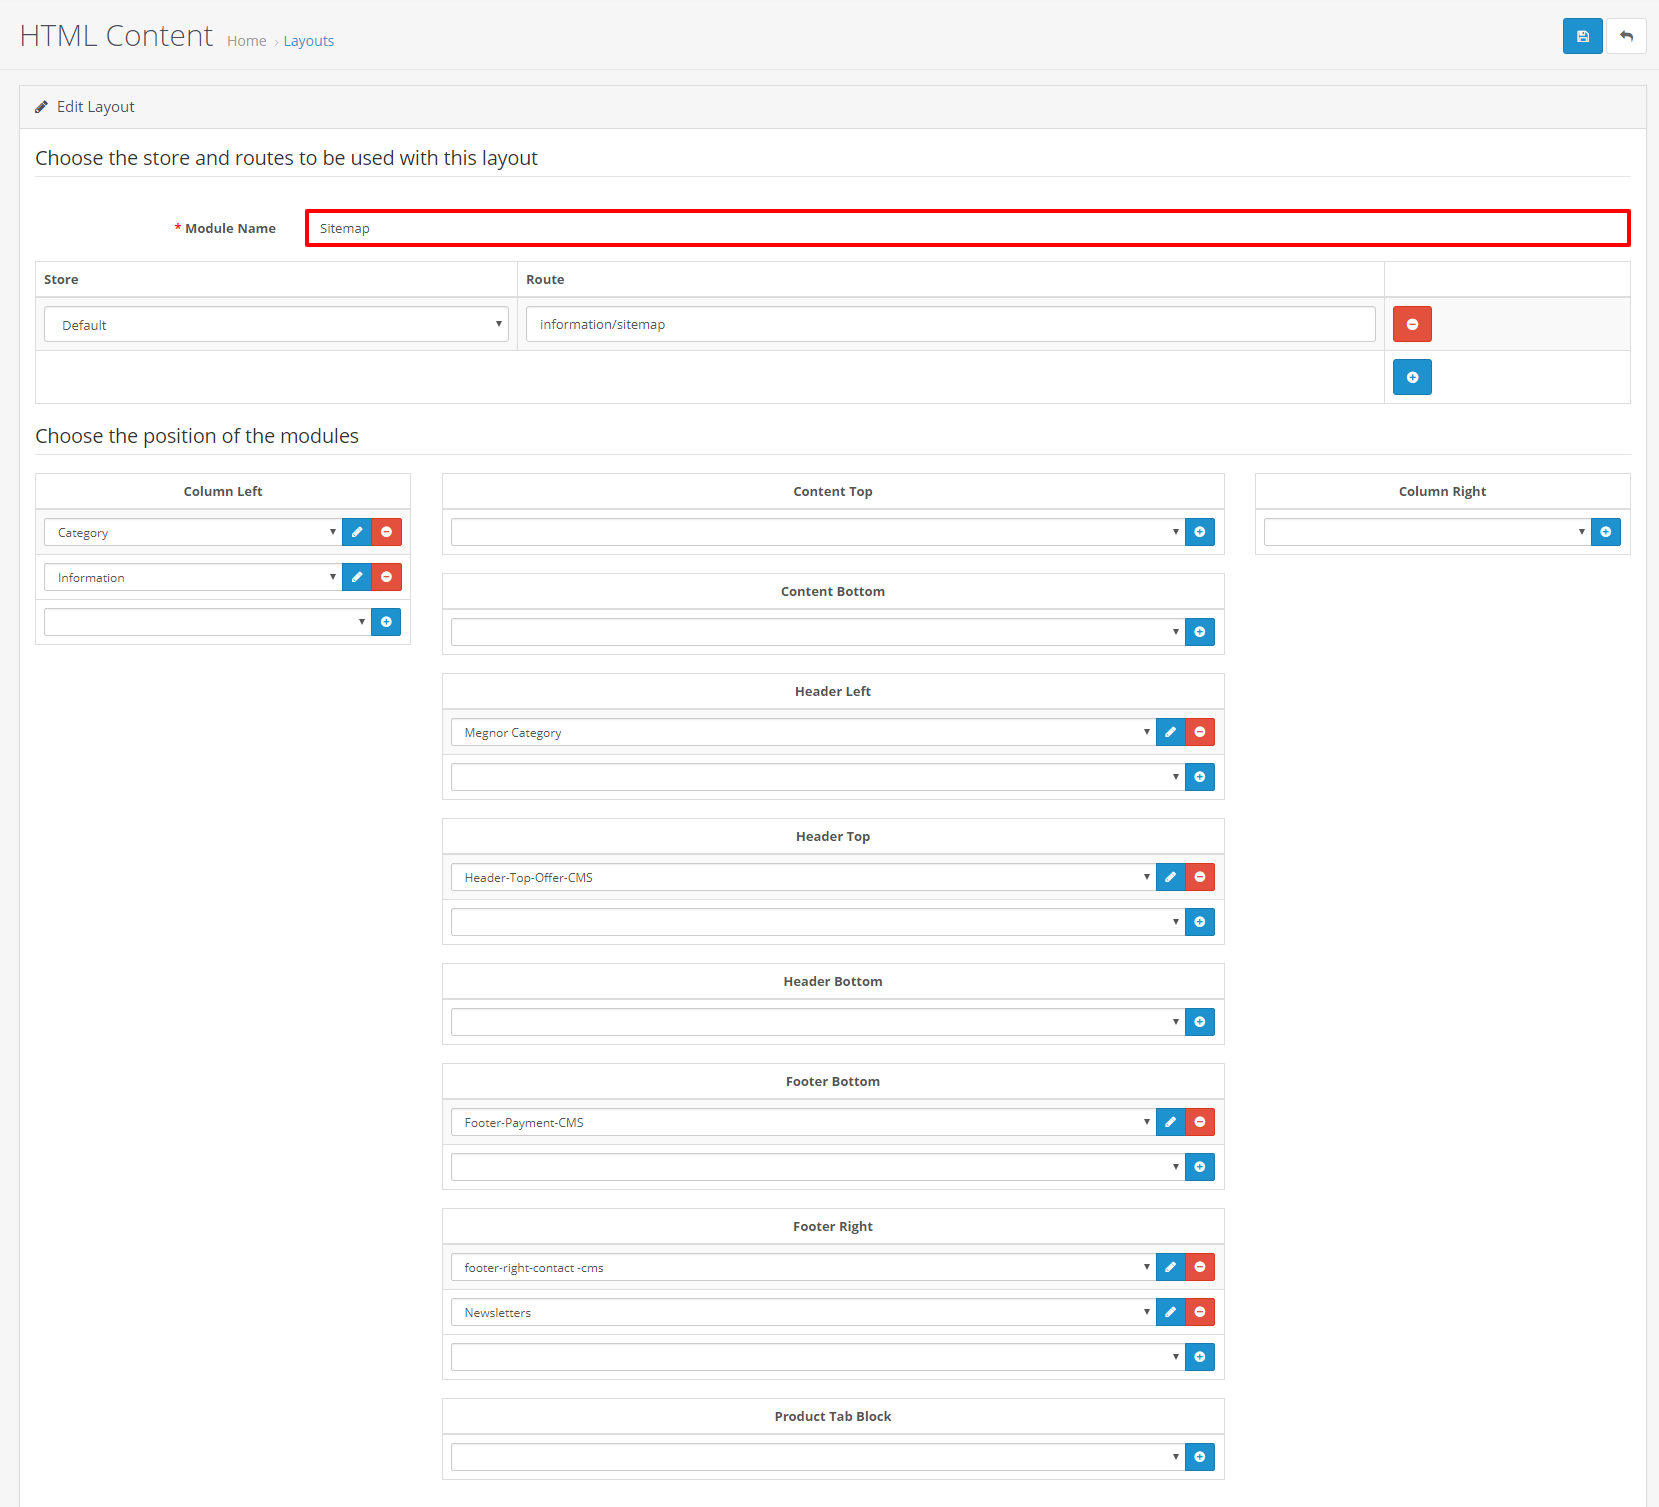 HTML Content Home › Layouts
Edit Layout
Choose the store and routes to be used with this layout
* Module Name Sitemap
Store Route
Default information/sitemap
Choose the position of the modules
Column Left
Category
Information
Content Top
Content Bottom
Header Left
Megnor Category
Header Top
Header-Top-Offer-CMS
Header Bottom
Footer Bottom
Footer-Payment-CMS
Footer Right
footer-right-contact -cms
Newsletters
Product Tab Block
Column Right